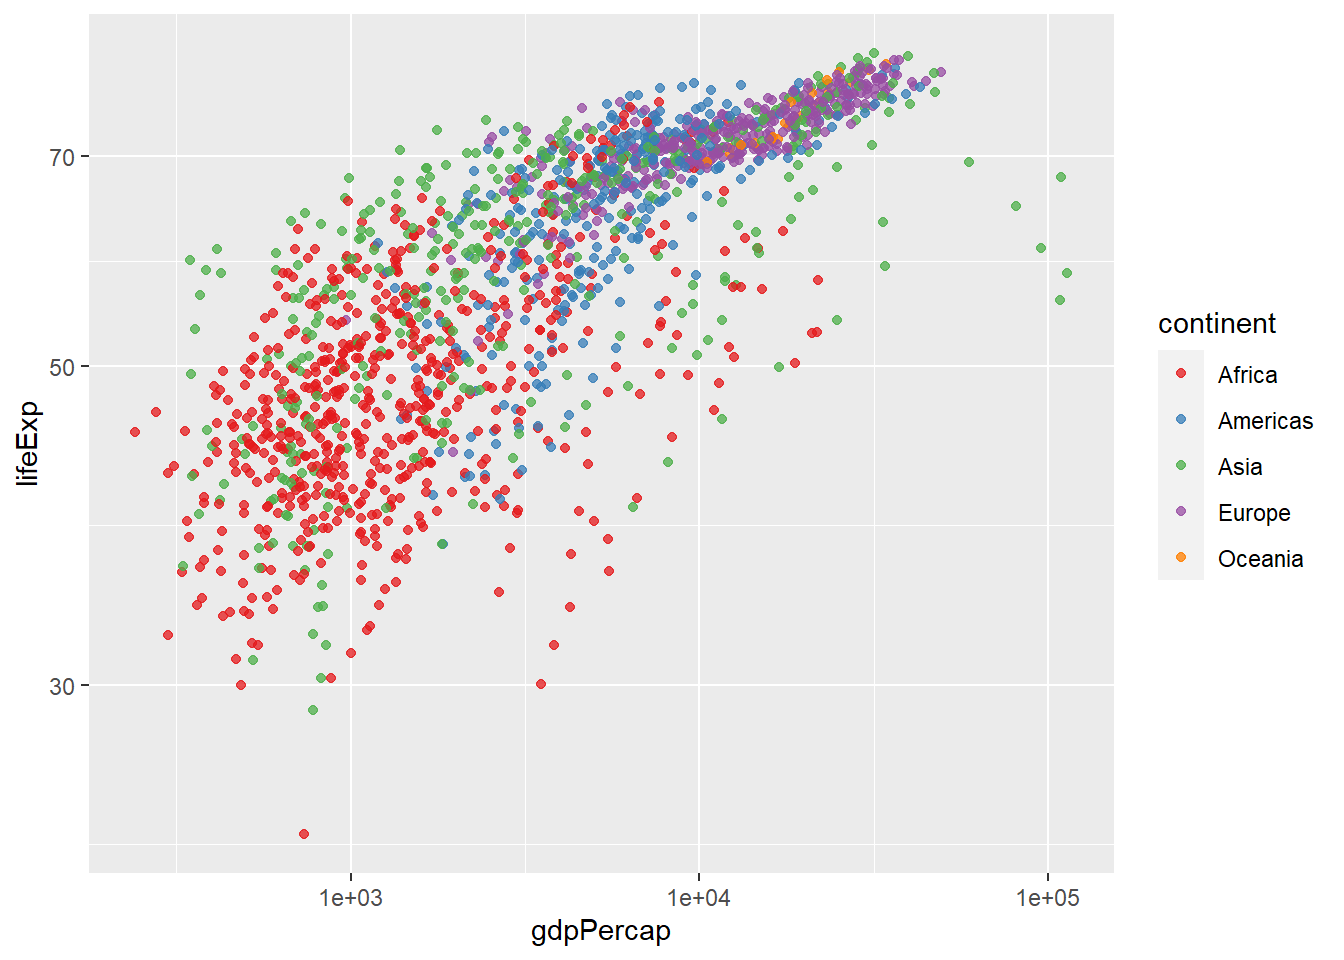 70
50
30
lifeExp
1e+03 1e+04 1e+05
gdpPercap
continent
Africa
Americas
Asia
Europe
Oceania